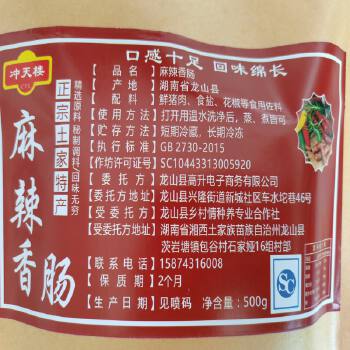 冲天楼
CTL
口感十足 回味绵长
精选原料 秘制调料 回味无穷
正宗土家特产
麻辣香肠
【品名】麻辣香肠
【产地】湖南省龙山县
【配料】鲜猪肉、食盐、花椒等食用佐料
【使用方法】打开用温水洗净后，蒸、煮皆可
【贮存方法】短期冷藏、长期冷冻
【执行标准】GB 2730-2015
【作坊许可证号】SC10443313005920
【委托方】龙山县高升电子商务有限公司
【委托方地址】龙山县兴隆街道新城社区车水坨巷46号
【受委托方】龙山县乡村情种养专业合作社
【受委托方地址】湖南省湘西土家族苗族自治州龙山县
茨岩塘镇包谷村石家娅16组村部
【联系电话】15874316008
【保质期】2个月
【生产日期】见喷码 净含量：500g